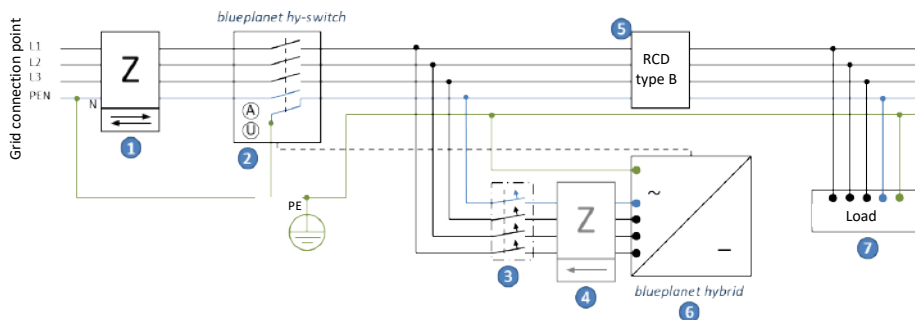 blueplanet hy-switch
Grid connection point
L1
L2
L3
PEN
N
Z
1
A
U
2
5
RCD
type B
PE
3
Z
4
~
–
blueplanet hybrid
6
Load
7